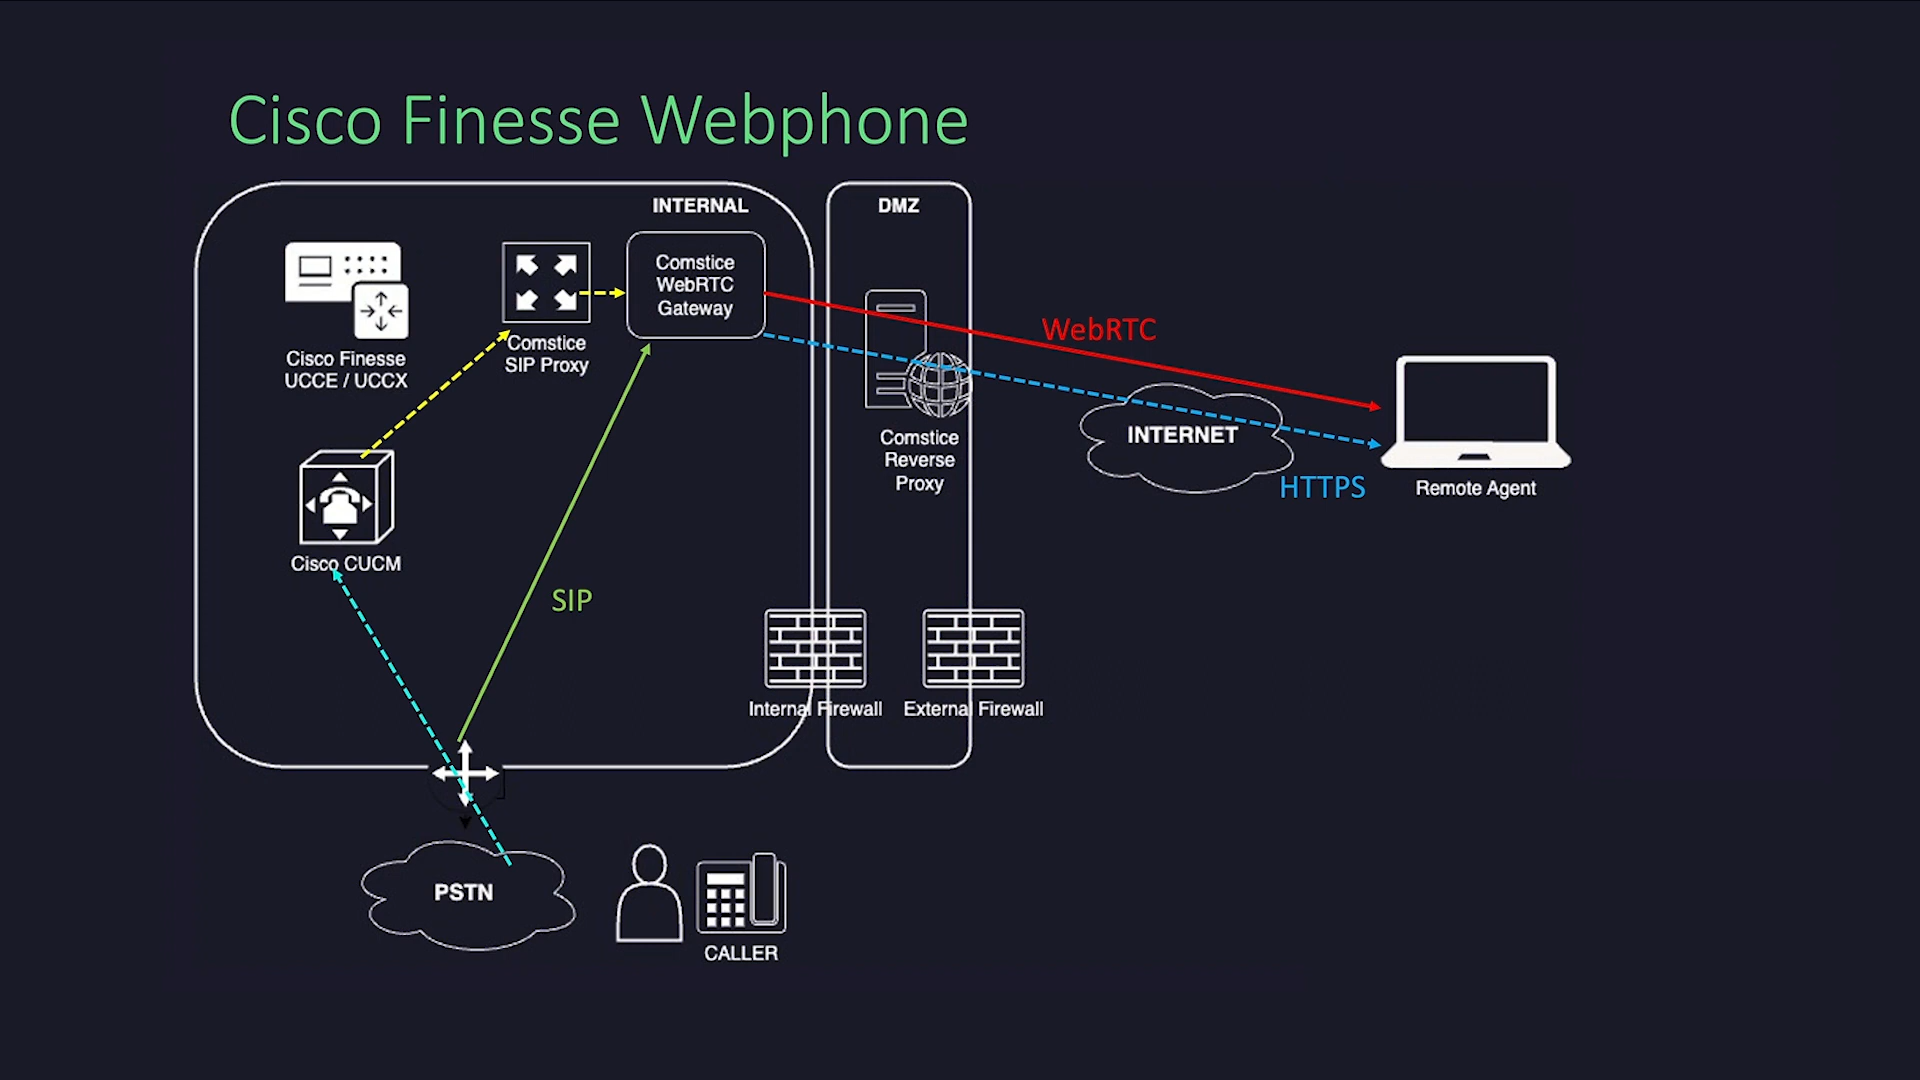 Cisco Finesse Webphone
INTERNAL
DMZ
Comstice
WebRTC
Gateway
Cisco Finesse
UCCE / UCCX
Comstice
SIP Proxy
WebRTC
Comstice
Reverse
Proxy
INTERNET
HTTPS
Remote Agent
Cisco CUCM
SIP
Internal Firewall
External Firewall
PSTN
CALLER